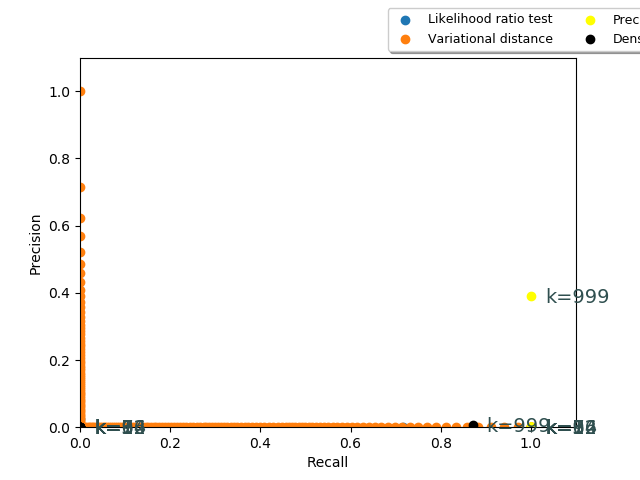 Likelihood ratio test
Variational distance
Prec
Dens
1.0
0.8
0.6
0.4
0.2
0.0
Precision
k=999
k=999
0.0
0.2
0.4
0.6
0.8
1.0
Recall